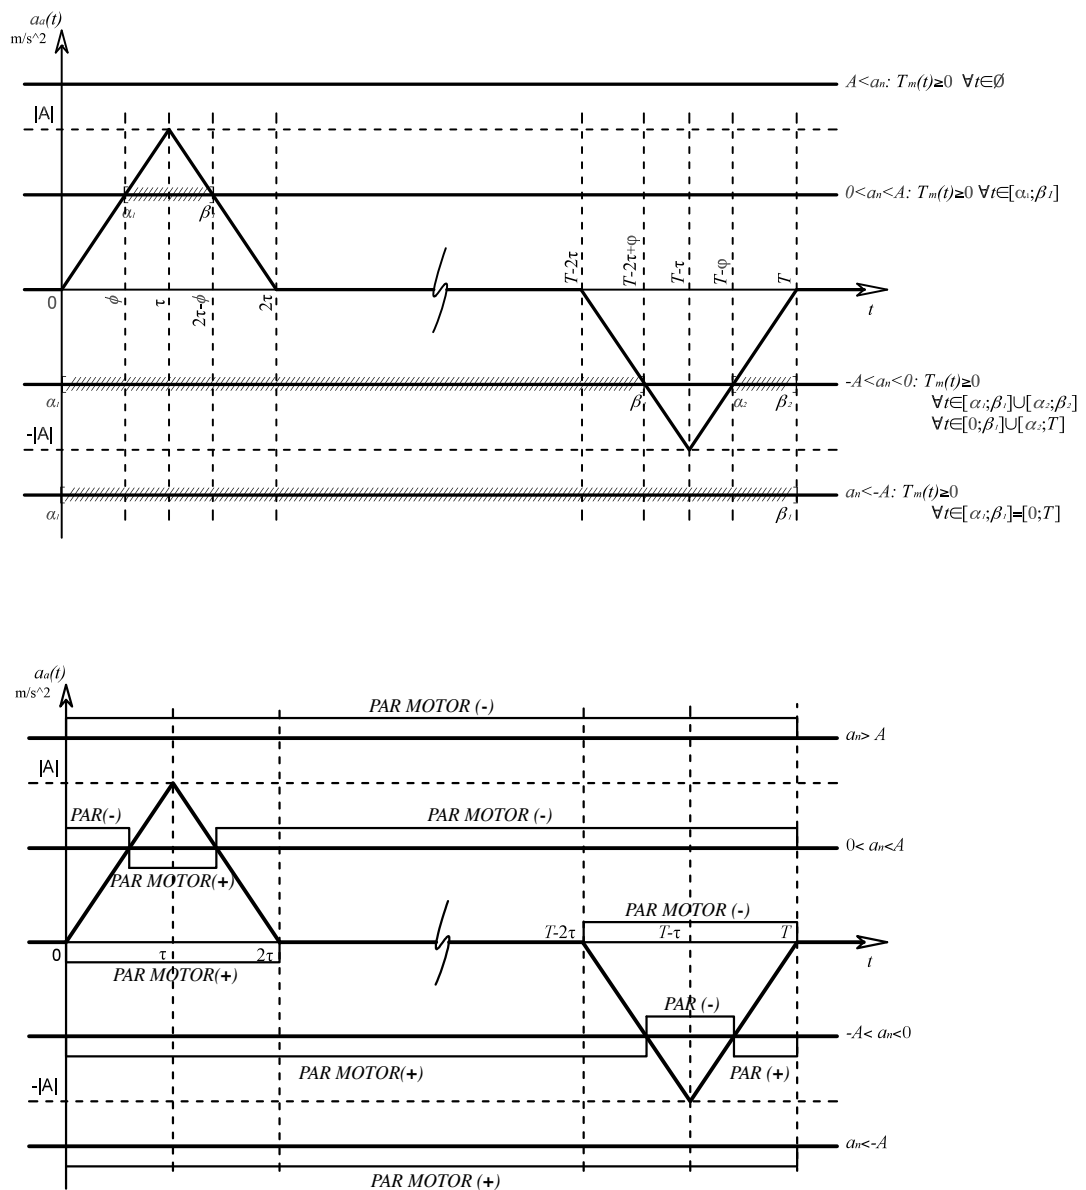 aₐ(t)
m/s^2
|A|
A<aₙ: Tₘ(t)≥0 ∀t∈Ø
0<aₙ<A: Tₘ(t)≥0 ∀t∈[α₁;β₁]
α₁
β₁
0
ϕ
τ
2τ-ϕ
2τ
T-2τ
T-2τ+φ
T-τ
T-φ
T
t
-A<aₙ<0: Tₘ(t)≥0
∀t∈[α₁;β₁]∪[α₂;β₂]
∀t∈[0;β₁]∪[α₂;T]
α₁
β₁
α₂
β₂
-|A|
aₙ<-A: Tₘ(t)≥0
∀t∈[α₁;β₁]=[0;T]
α₁
β₁
aₐ(t)
m/s^2
PAR MOTOR (-)
aₙ> A
|A|
PAR(-)
PAR MOTOR (-)
0< aₙ<A
PAR MOTOR(+)
PAR MOTOR (-)
0
τ
2τ
T-2τ
T-τ
T
t
PAR MOTOR(+)
PAR (-)
-A< aₙ<0
PAR MOTOR(+)
PAR (+)
-|A|
aₙ<-A
PAR MOTOR (+)